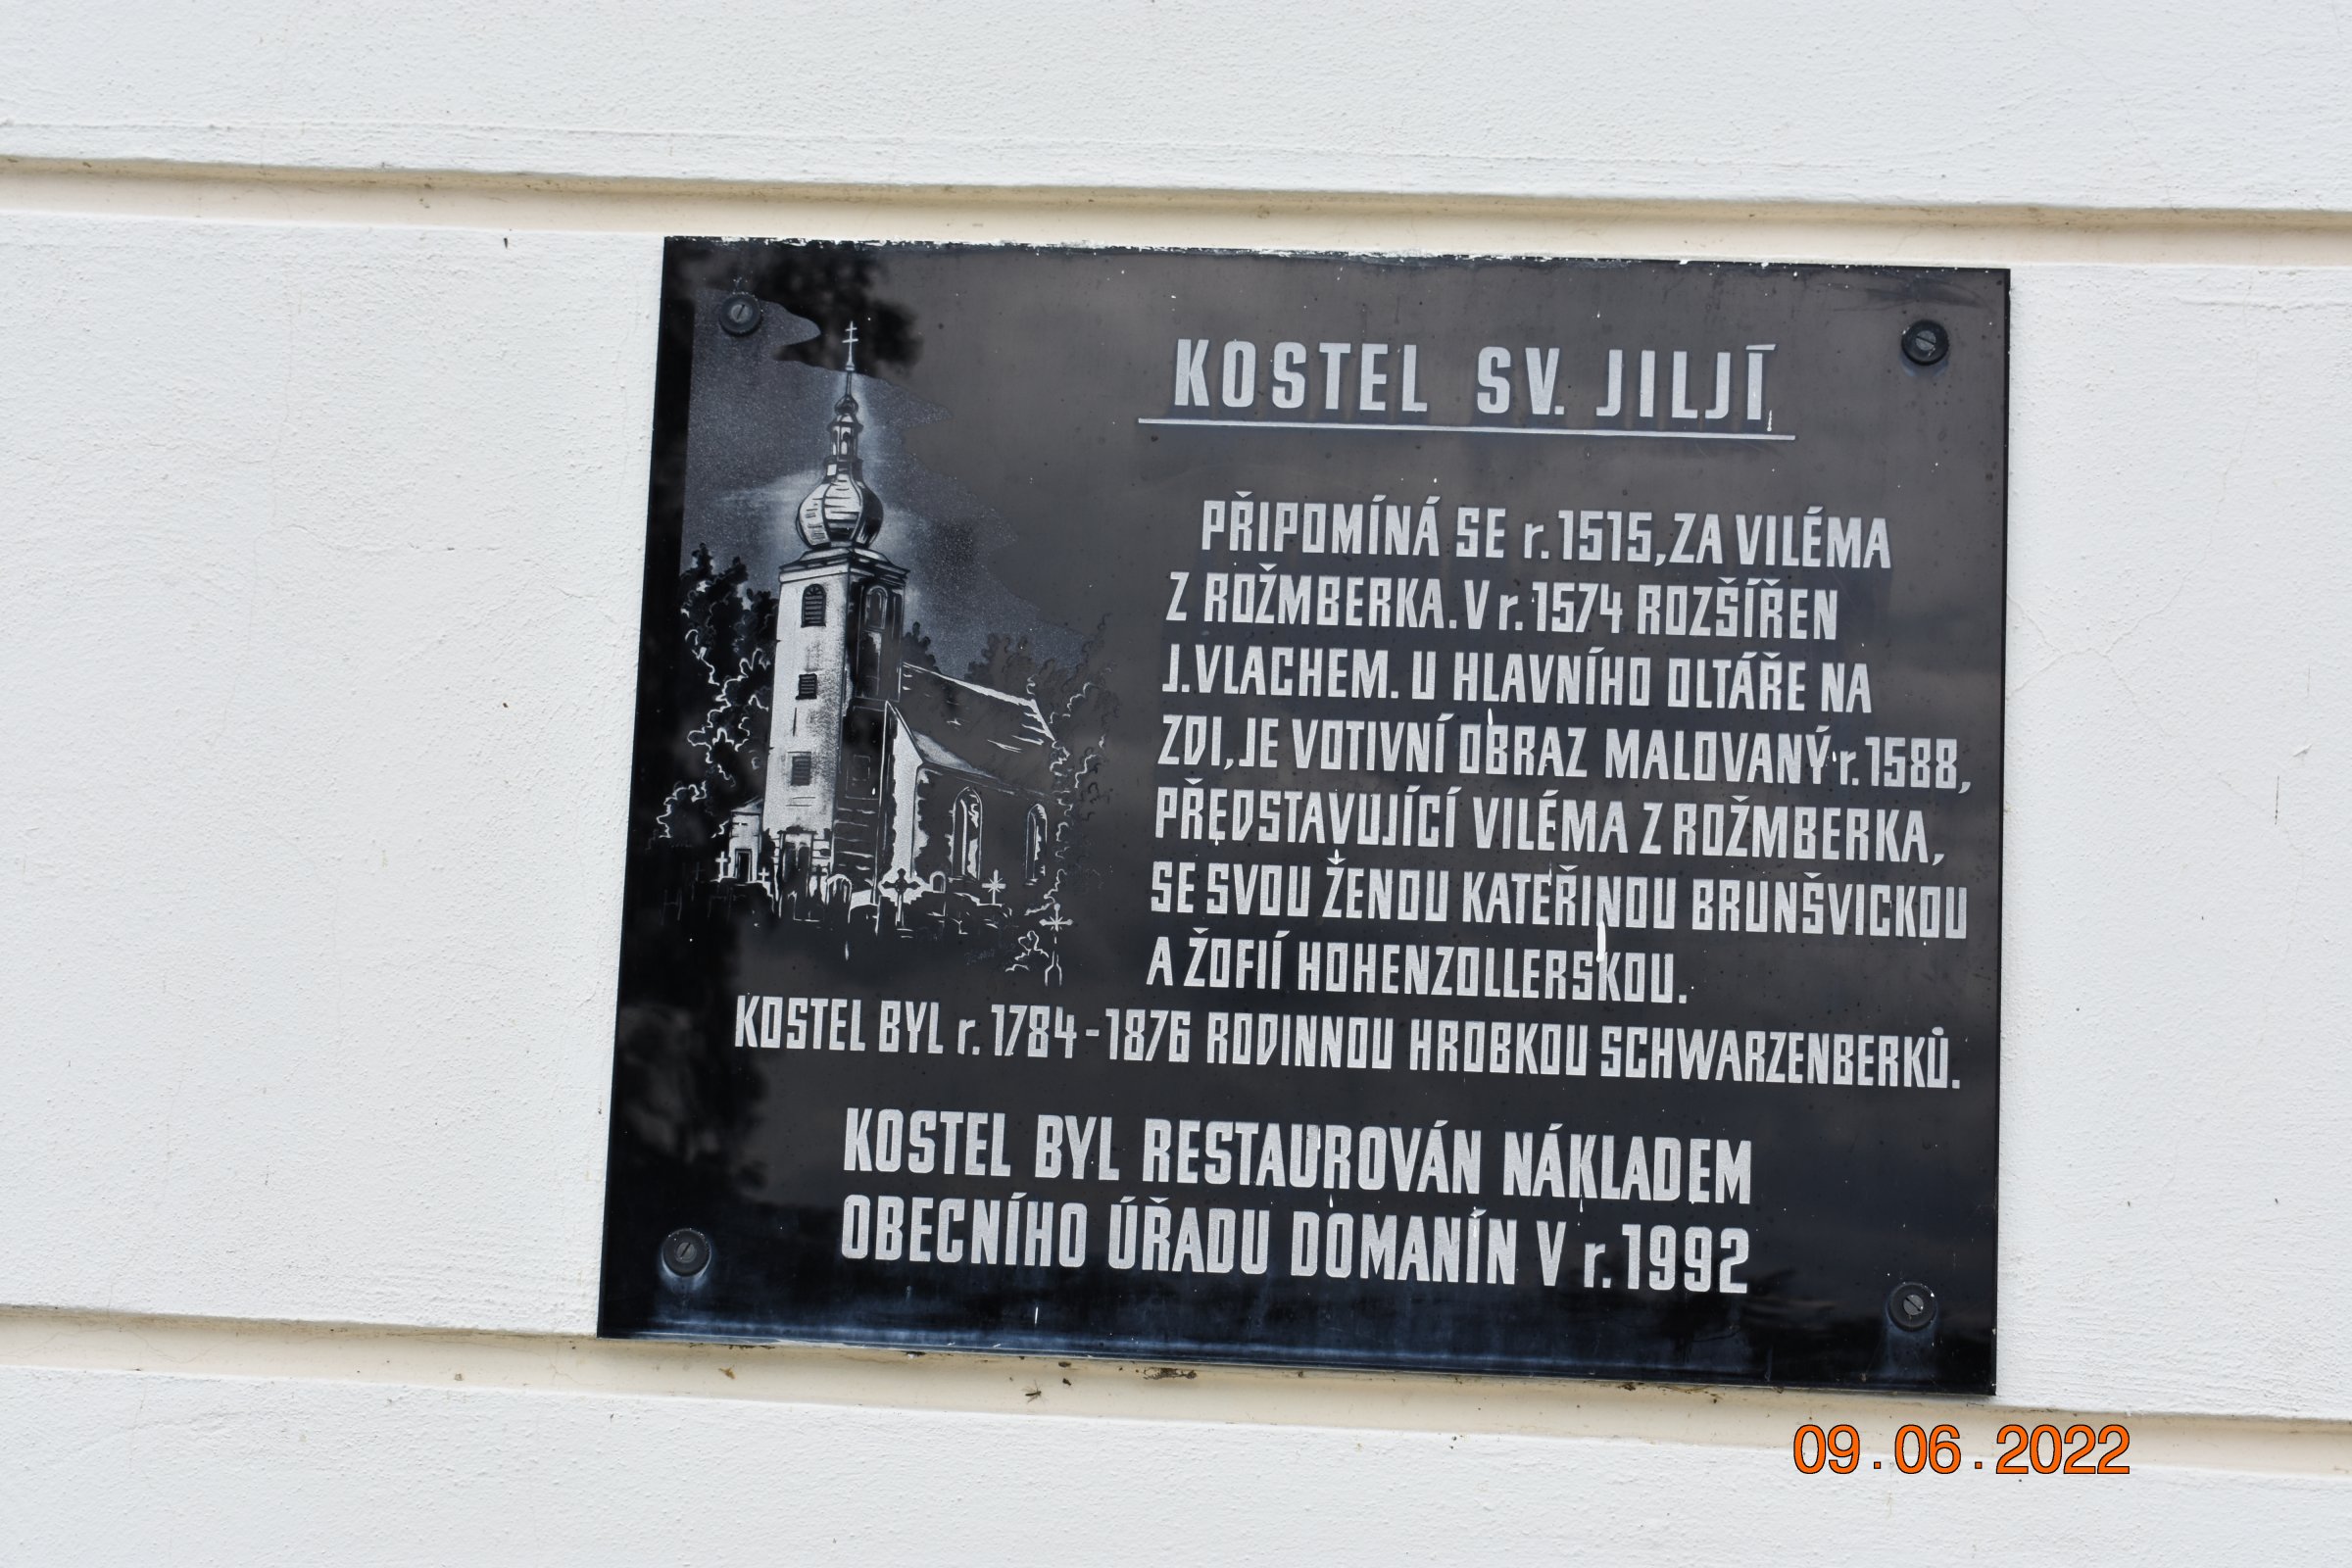 KOSTEL SV. JILJÍ
PŘIPOMÍNÁ SE r. 1515, ZA VILÉMA
Z ROŽMBERKA. V r. 1574 ROZŠÍŘEN
J. VLACHEM. U HLAVNÍHO OLTÁŘE NA
ZDI, JE VOTIVNÍ OBRAZ MALOVANÝ r. 1588,
PŘEDSTAVUJÍCÍ VILÉMA Z ROŽMBERKA,
SE SVOU ŽENOU KATEŘINOU BRUNŠVICKOU
A ŽOFIÍ HOHENZOLLERSKOU.
KOSTEL BYL r. 1784-1876 RODINNOU HROBKOU SCHWARZENBERKŮ.
KOSTEL BYL RESTAUROVÁN NÁKLADEM
OBECNÍHO ÚŘADU DOMANÍN V r. 1992
09.06.2022